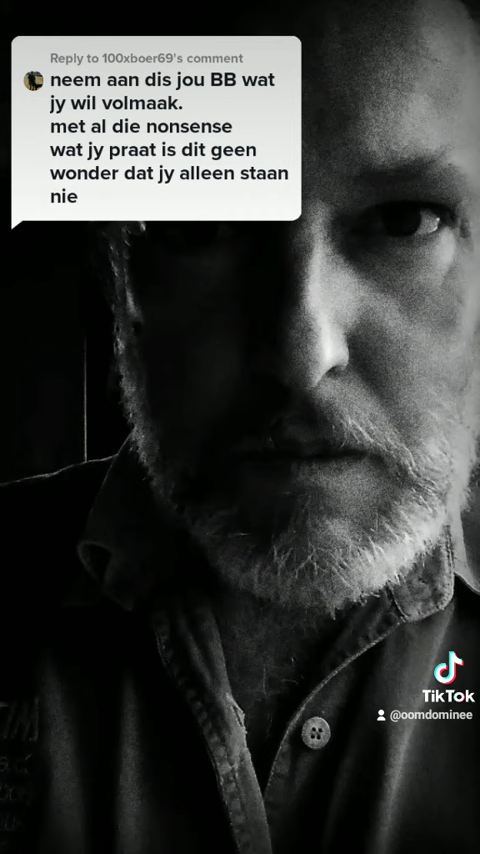 Reply to 100xboer69's comment
neem aan dis jou BB wat
jy wil volmaak.
met al die nonsense
wat jy praat is dit geen
wonder dat jy alleen staan
nie
TikTok
@oomdominee